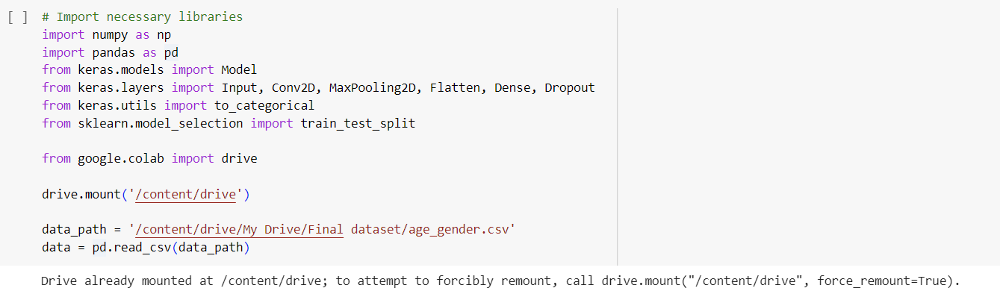 [ ] # Import necessary libraries
import numpy as np
import pandas as pd
from keras.models import Model
from keras.layers import Input, Conv2D, MaxPooling2D, Flatten, Dense, Dropout
from keras.utils import to_categorical
from sklearn.model_selection import train_test_split
from google.colab import drive
drive.mount('/content/drive')
data_path = '/content/drive/My Drive/Final dataset/age_gender.csv'
data = pd.read_csv(data_path)
Drive already mounted at /content/drive; to attempt to forcibly remount, call drive.mount("/content/drive", force_remount=True).